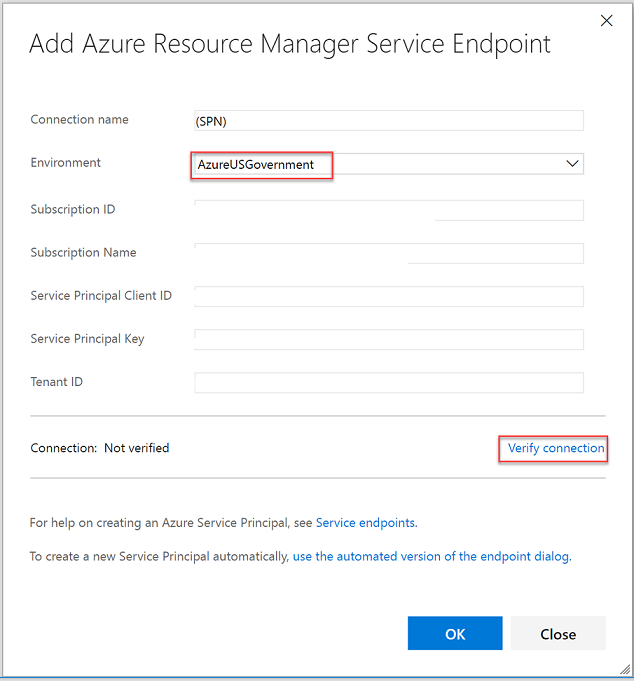 Add Azure Resource Manager Service Endpoint
Connection name (SPN)
Environment AzureUSGovernment
Subscription ID
Subscription Name
Service Principal Client ID
Service Principal Key
Tenant ID
Connection: Not verified Verify connection
For help on creating an Azure Service Principal, see Service endpoints.
To create a new Service Principal automatically, use the automated version of the endpoint dialog.
OK Close